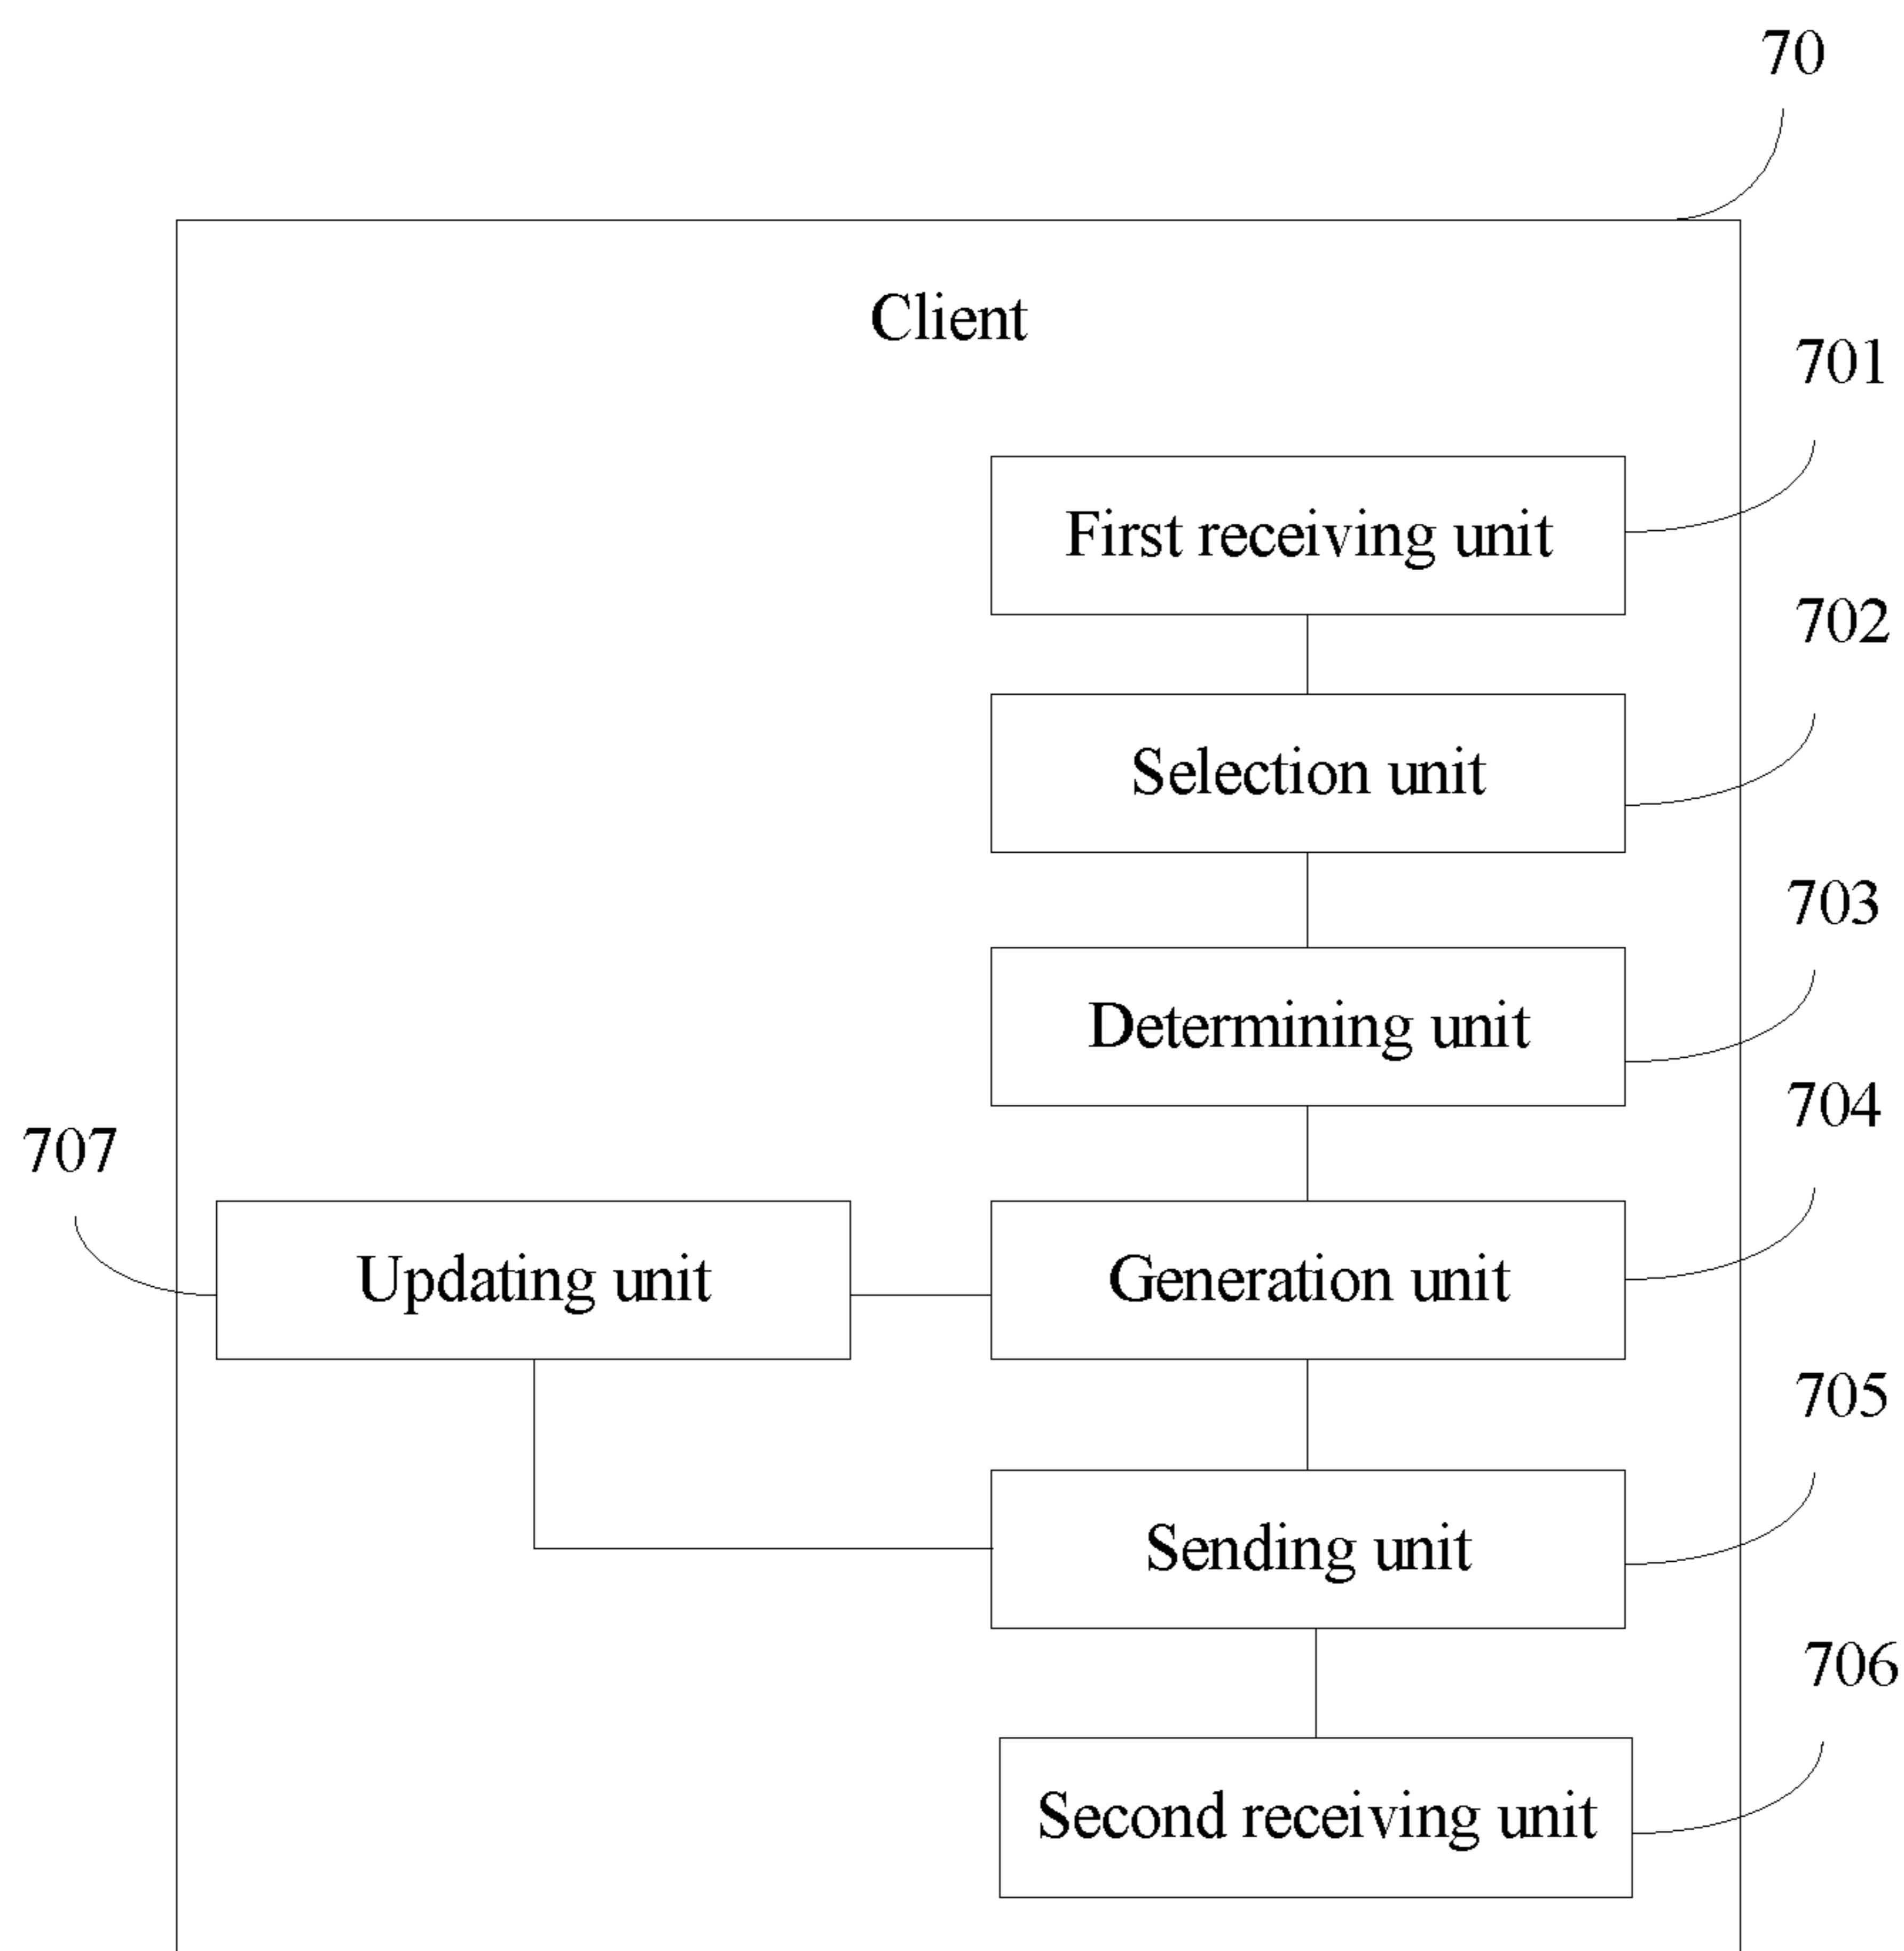 70
Client
701
First receiving unit
702
Selection unit
703
Determining unit
704
707
Updating unit
Generation unit
705
Sending unit
706
Second receiving unit